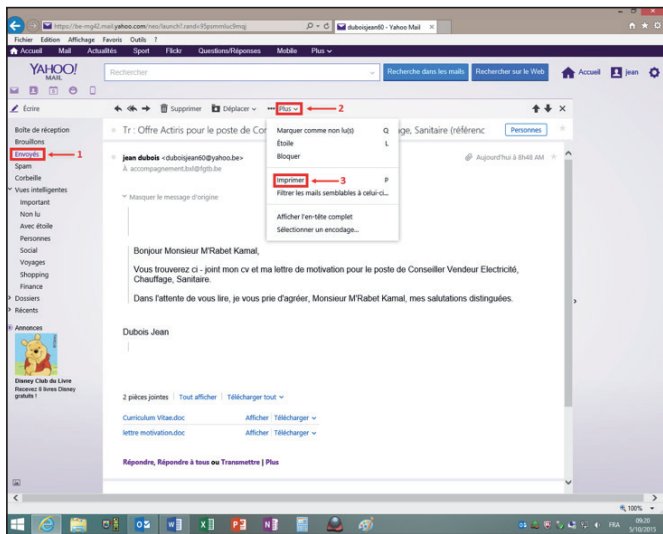 https://be-mg42.mail.yahoo.com/neo/launch?.rand=
duboisjean60 - Yahoo Mail
Fichier Edition Affichage Favoris Outils ?
Accueil Mail Actualités Sport Flickr Questions/Réponses Mobile Plus
YAHOO!
MAIL
Rechercher
Recherche dans les mails
Rechercher sur le Web
Accueil
jean
Écrire
Supprimer
Déplacer
Plus
2
Boîte de réception
Brouillons
Envoyés
1
Spam
Corbeille
Vues intelligentes
Important
Non lu
Avec étoile
Personnes
Social
Voyages
Shopping
Finance
Dossiers
Récents
Annonces
Disney Club du Livre
Recevez 6 livres Disney
gratuits !
Tr : Offre Actiris pour le poste de Cor
ge, Sanitaire (référenc
Personnes
jean dubois <duboisjean60@yahoo.be>
Aujourd'hui à 8h48 AM
À accompagnement.bxl@fgtb.be
Masquer le message d'origine
Marquer comme non lu(s) Q
Étoile L
Bloquer
Imprimer P
3
Filtrer les mails semblables à celui-ci...
Afficher l'en-tête complet
Sélectionner un encodage...
Bonjour Monsieur M'Rabet Kamal,
Vous trouverez ci - joint mon cv et ma lettre de motivation pour le poste de Conseiller Vendeur Electricité,
Chauffage, Sanitaire.
Dans l'attente de vous lire, je vous prie d'agréer, Monsieur M'Rabet Kamal, mes salutations distinguées.
Dubois Jean
2 pièces jointes Tout afficher Télécharger tout
Curriculum Vitae.doc Afficher Télécharger
lettre motivation.doc Afficher Télécharger
Répondre, Répondre à tous ou Transmettre | Plus
100%
FRA
09:20
5/10/2015